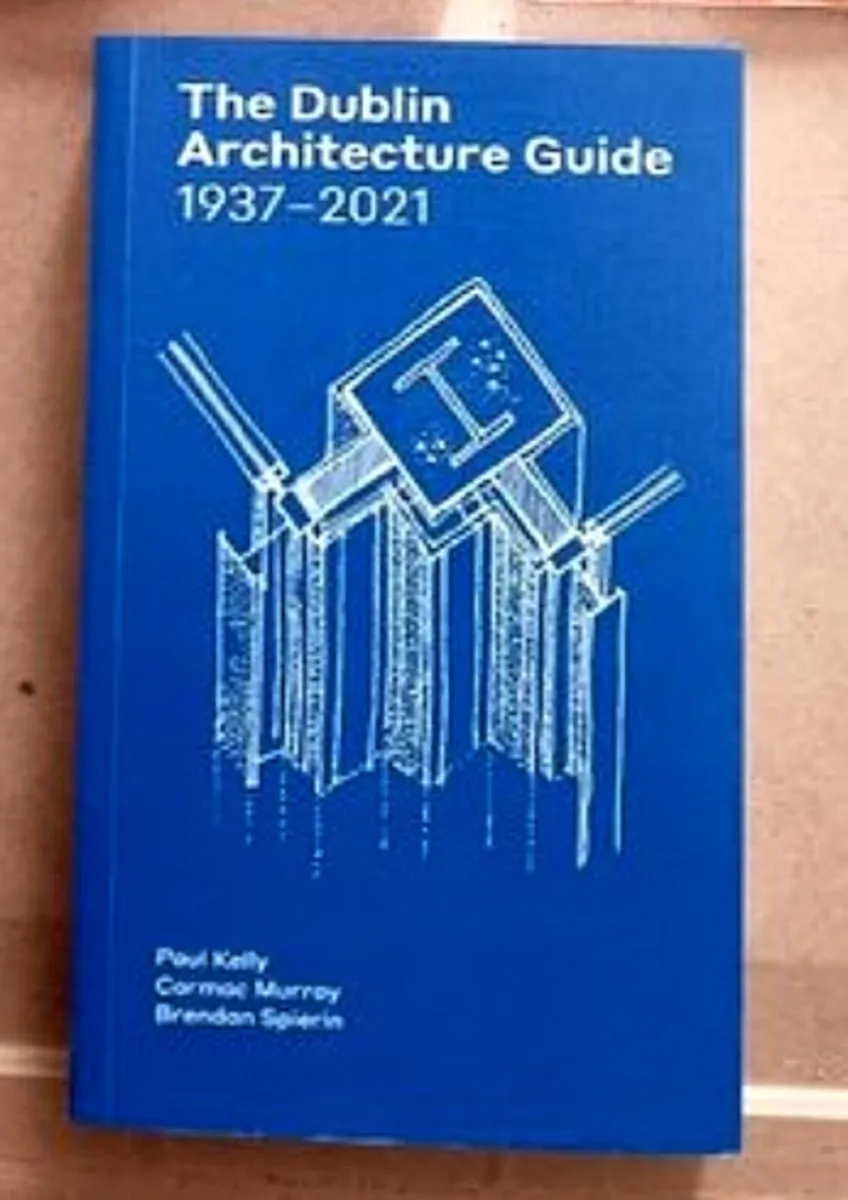 The Dublin
Architecture Guide
1937–2021
Paul Kelly
Cormac Murray
Brendan Spierin